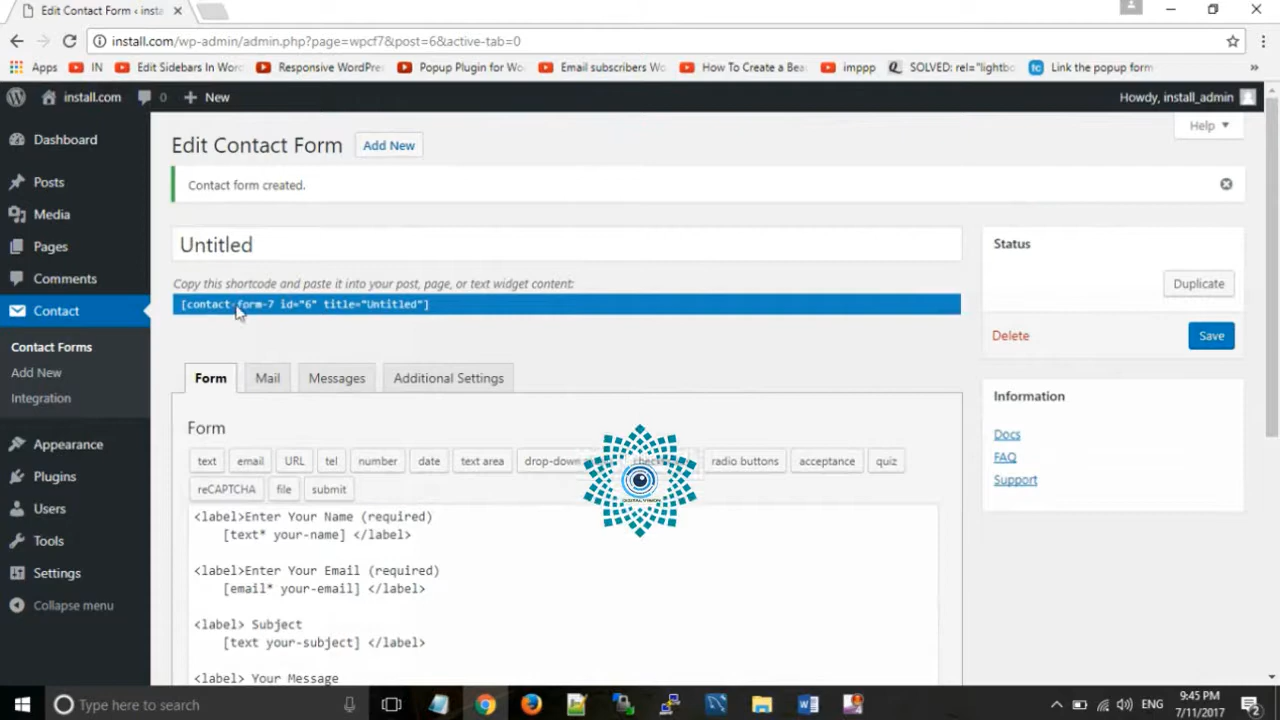 Edit Contact Form ‹ insta
install.com/wp-admin/admin.php?page=wpcf7&post=6&active-tab=0
Apps IN Edit Sidebars In Wor Responsive WordPre Popup Plugin for Wo Email subscribers Wo How To Create a Bea imppp SOLVED: rel="lightb Link the popup form »
install.com 0 New Howdy, install_admin
Help
Dashboard
Posts
Media
Pages
Comments
Contact
Contact Forms
Add New
Integration
Appearance
Plugins
Users
Tools
Settings
Collapse menu
Edit Contact Form Add New
Contact form created.
Untitled
Copy this shortcode and paste it into your post, page, or text widget content:
[contact-form-7 id="6" title="Untitled"]
Form Mail Messages Additional Settings
Form
text email URL tel number date text area drop-down radio buttons acceptance quiz
reCAPTCHA file submit
DIGITAL VISION
<label>Enter Your Name (required)
[text* your-name] </label>
<label>Enter Your Email (required)
[email* your-email] </label>
<label> Subject
[text your-subject] </label>
<label> Your Message
Status
Duplicate
Delete Save
Information
Docs
FAQ
Support
Type here to search
ENG
9:45 PM
7/11/2017
2